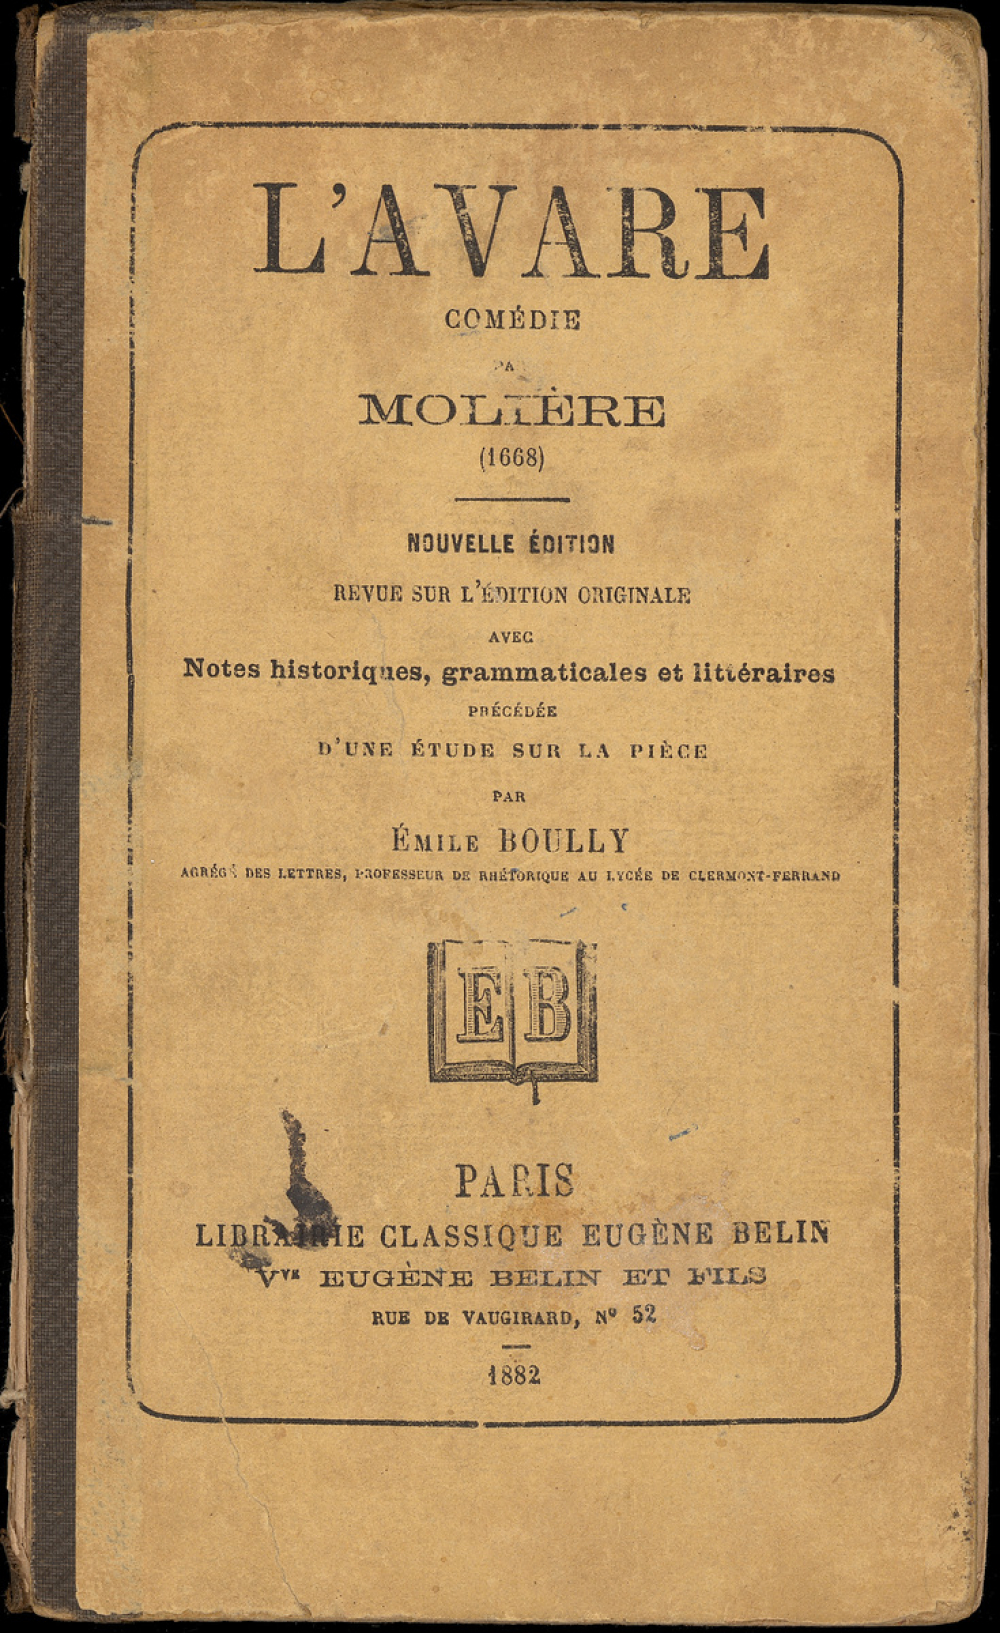 L'AVARE
COMÉDIE
PA
MOLIÈRE
(1668)
NOUVELLE ÉDITION
REVUE SUR L'ÉDITION ORIGINALE
AVEC
Notes historiques, grammaticales et littéraires
PRÉCÉDÉE
D'UNE ÉTUDE SUR LA PIÈCE
PAR
ÉMILE BOULLY
AGRÉGÉ DES LETTRES, PROFESSEUR DE RHÉTORIQUE AU LYCÉE DE CLERMONT-FERRAND
EB
PARIS
LIBRAIRIE CLASSIQUE EUGÈNE BELIN
Vve EUGÈNE BELIN ET FILS
RUE DE VAUGIRARD, Nº 52
1882